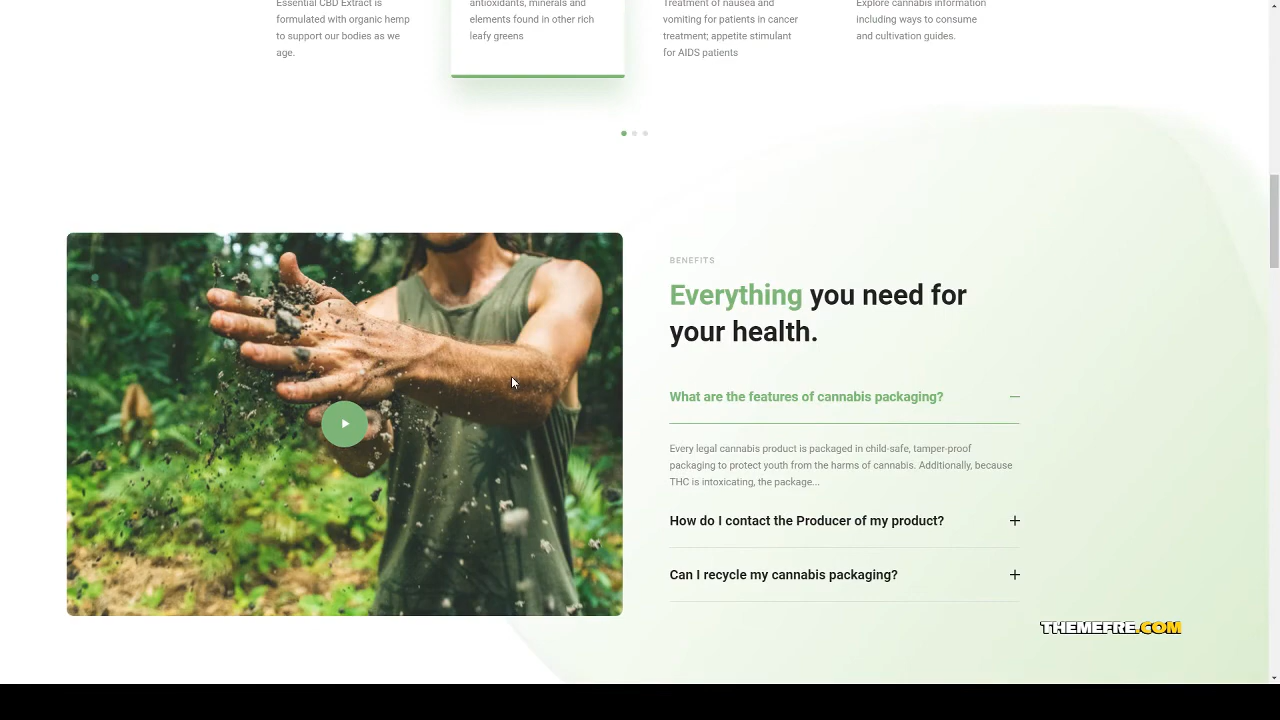 Essential CBD Extract is
formulated with organic hemp
to support our bodies as we
age.
antioxidants, minerals and
elements found in other rich
leafy greens
Treatment of nausea and
vomiting for patients in cancer
treatment; appetite stimulant
for AIDS patients
Explore cannabis information
including ways to consume
and cultivation guides.
BENEFITS
Everything you need for
your health.
What are the features of cannabis packaging?
Every legal cannabis product is packaged in child-safe, tamper-proof
packaging to protect youth from the harms of cannabis. Additionally, because
THC is intoxicating, the package...
How do I contact the Producer of my product?
Can I recycle my cannabis packaging?
THEMEFRE.COM